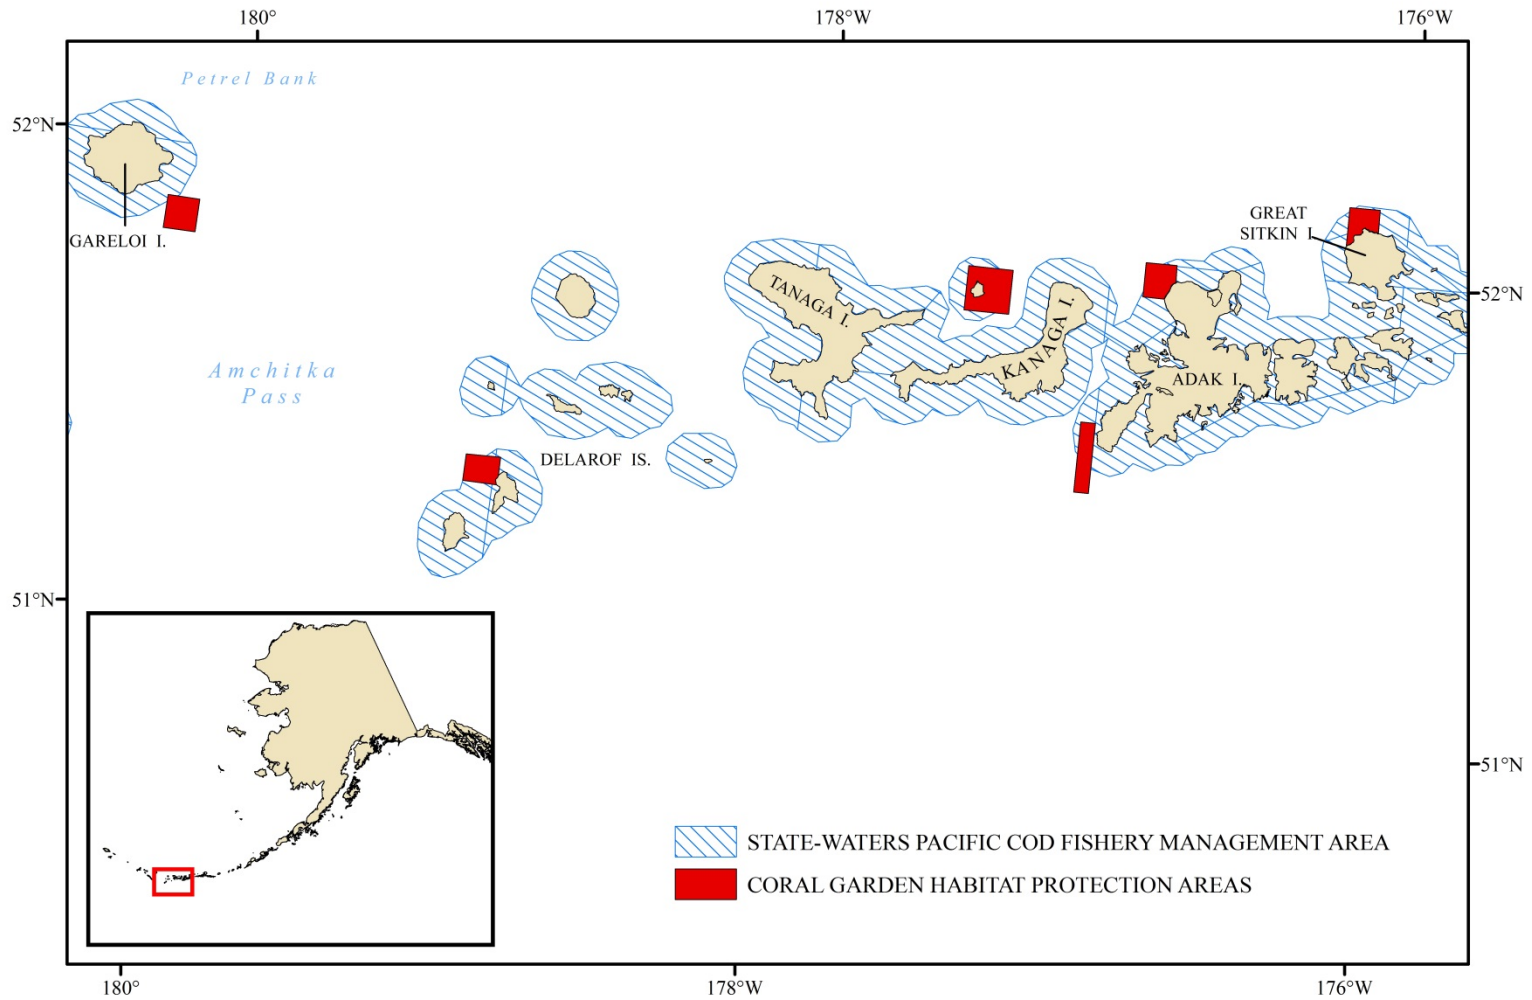 180°
178°W
176°W
Petrel Bank
52°N
GARELOI I.
GREAT
SITKIN I.
52°N
TANAGA I.
KANAGA I.
ADAK I.
Amchitka
Pass
DELAROF IS.
51°N
51°N
STATE-WATERS PACIFIC COD FISHERY MANAGEMENT AREA
CORAL GARDEN HABITAT PROTECTION AREAS
180°
178°W
176°W